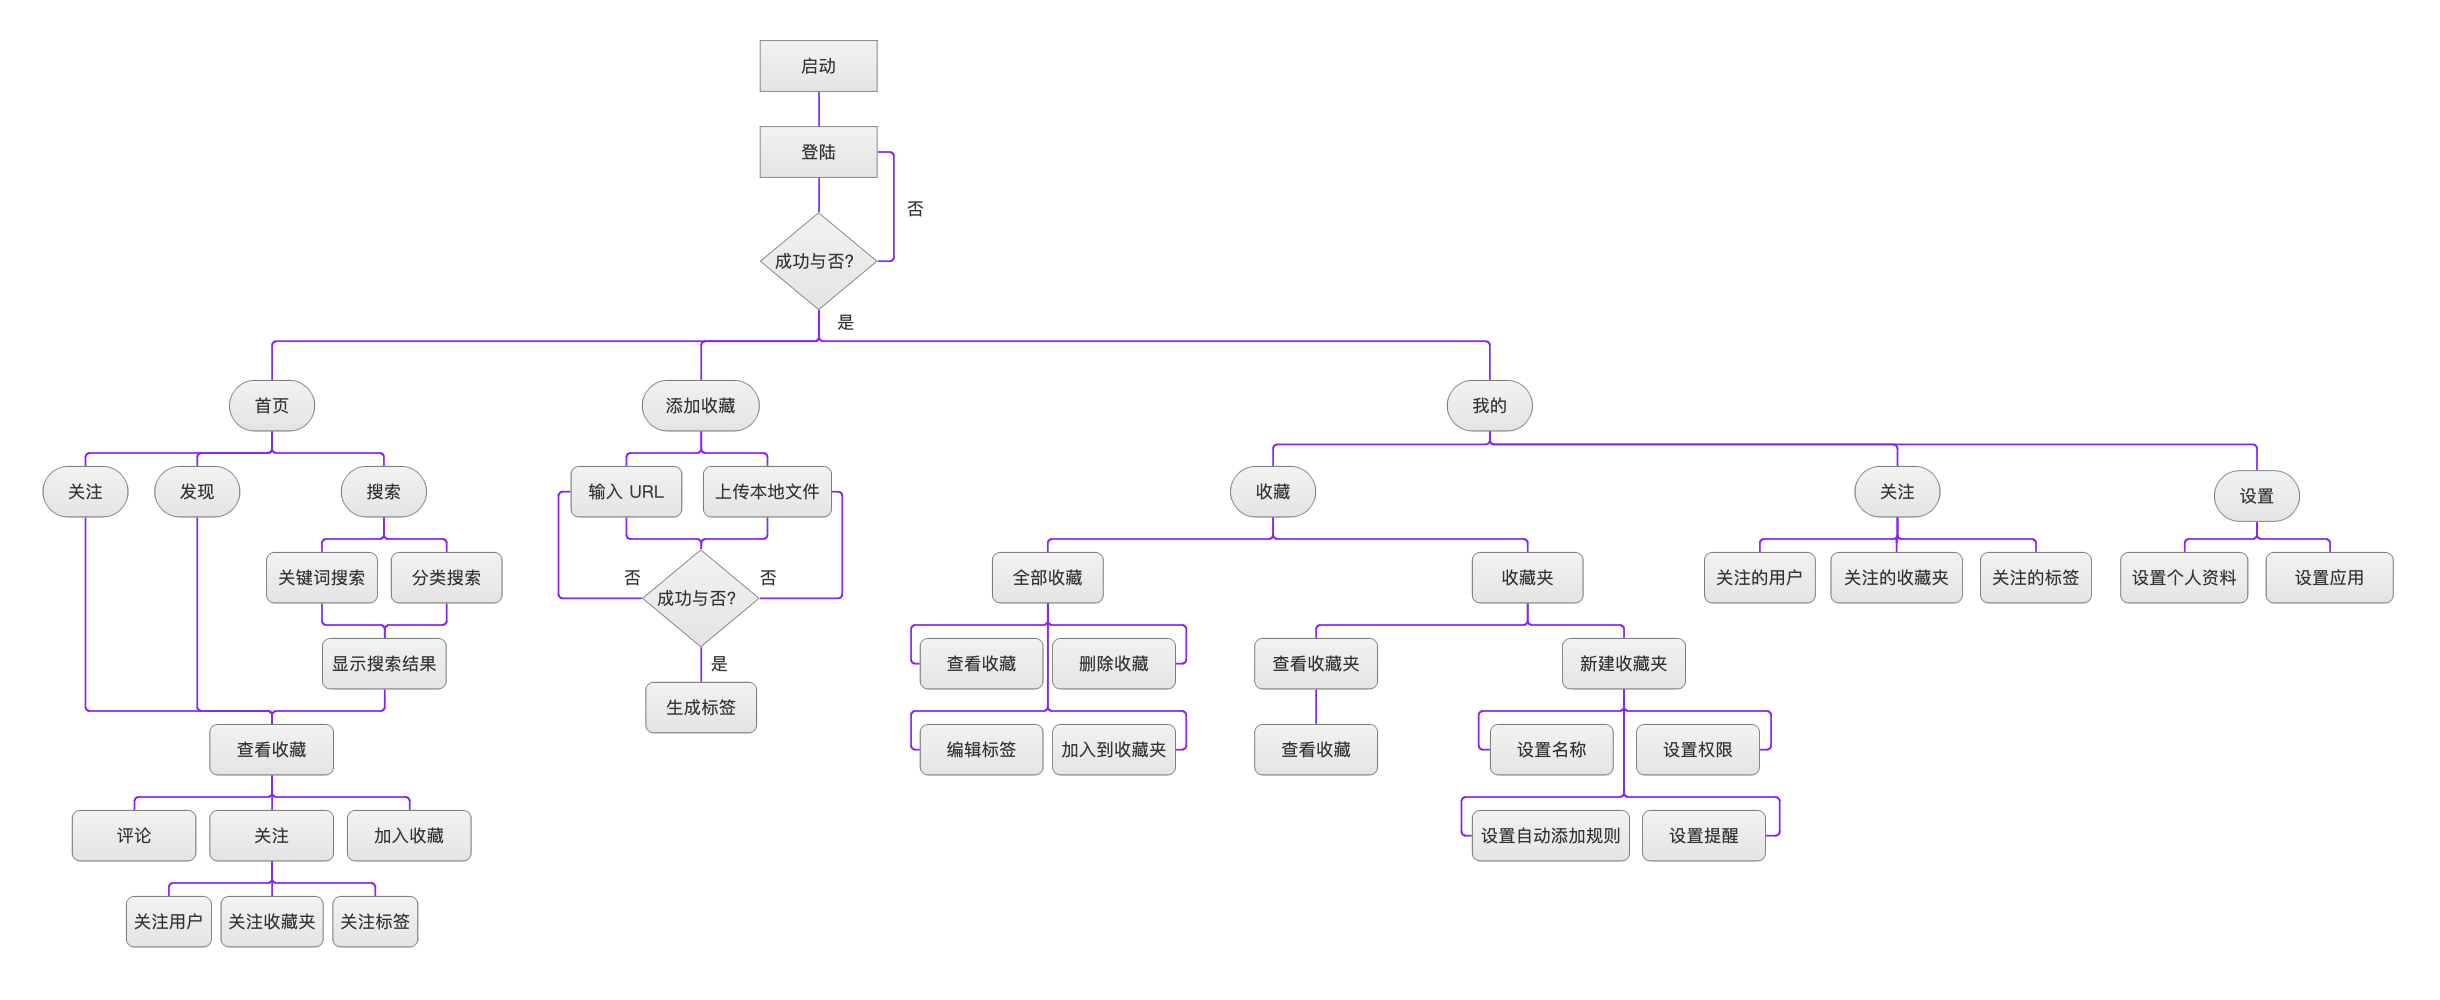 启动
登陆
否
成功与否?
是
首页
添加收藏
我的
关注
发现
搜索
输入 URL
上传本地文件
收藏
关注
设置
关键词搜索
分类搜索
否
否
成功与否?
全部收藏
收藏夹
关注的用户
关注的收藏夹
关注的标签
设置个人资料
设置应用
显示搜索结果
是
查看收藏
删除收藏
查看收藏夹
新建收藏夹
生成标签
查看收藏
编辑标签
加入到收藏夹
查看收藏
设置名称
设置权限
评论
关注
加入收藏
设置自动添加规则
设置提醒
关注用户
关注收藏夹
关注标签